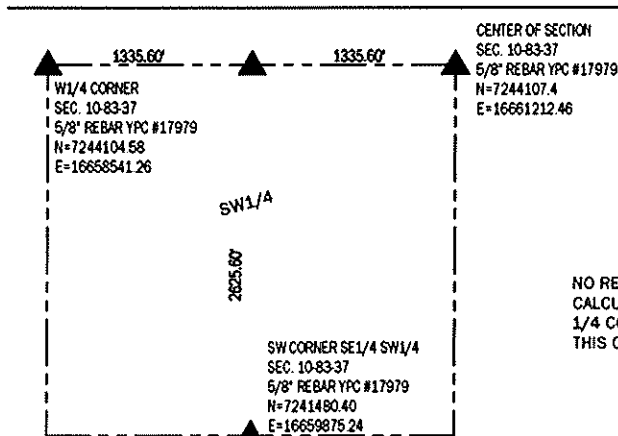 1335.60'
1335.60'
CENTER OF SECTION
SEC. 10-83-37
5/8" REBAR YPC #17979
N=7244107.4
E=16661212.46
W1/4 CORNER
SEC. 10-83-37
5/8" REBAR YPC #17979
N=7244104.58
E=16658541.26
SW1/4
2625.60'
NO RE
CALCU
1/4 CO
THIS C
SW CORNER SE1/4 SW1/4
SEC. 10-83-37
5/8" REBAR YPC #17979
N=7241480.40
E=16659875.24